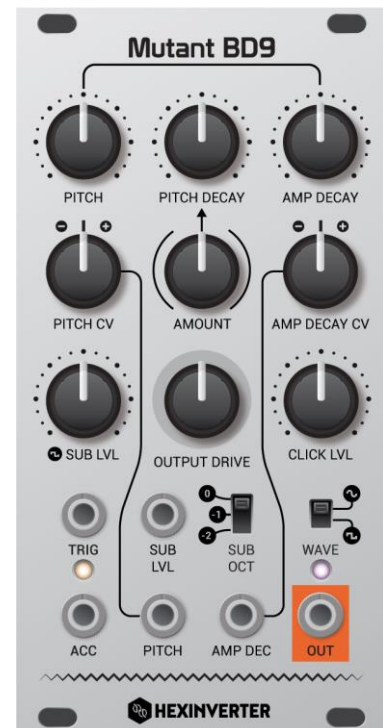 Mutant BD9
PITCH PITCH DECAY AMP DECAY
PITCH CV AMOUNT AMP DECAY CV
SUB LVL OUTPUT DRIVE CLICK LVL
0
-1
-2
TRIG SUB LVL SUB OCT WAVE
ACC PITCH AMP DEC OUT
HEXINVERTER